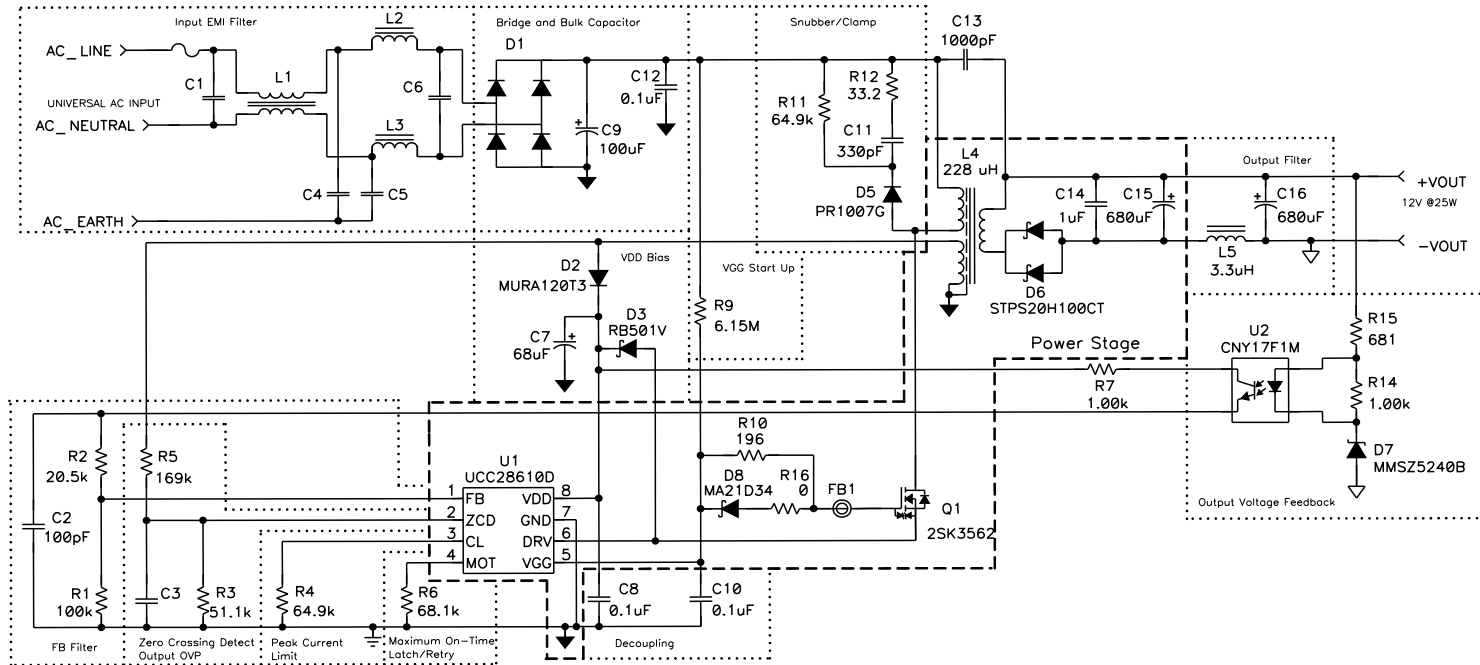 Input EMI Filter
L2
AC_LINE
C1
L1
UNIVERSAL AC INPUT
AC_NEUTRAL
C6
L3
C4
C5
AC_EARTH
Bridge and Bulk Capacitor
D1
C12
0.1uF
C9
100uF
Snubber/Clamp
C13
1000pF
R12
33.2
R11
64.9k
C11
330pF
D5
PR1007G
L4
228 uH
Output Filter
C14
1uF
C15
680uF
C16
680uF
+VOUT
12V @25W
-VOUT
L5
3.3uH
D6
STPS20H100CT
D2
VDD Bias
MURA120T3
VGG Start Up
D3
RB501V
C7
68uF
R9
6.15M
Power Stage
R7
1.00k
U2
CNY17F1M
R15
681
R14
1.00k
D7
MMSZ5240B
Output Voltage Feedback
R2
20.5k
R5
169k
C2
100pF
R1
100k
C3
R3
51.1k
R4
64.9k
R6
68.1k
U1
UCC28610D
1 FB VDD 8
2 ZCD GND 7
3 CL DRV 6
4 MOT VGG 5
R10
196
D8
MA21D34
R16
0
FB1
Q1
2SK3562
C8
0.1uF
C10
0.1uF
FB Filter
Zero Crossing Detect
Output OVP
Peak Current
Limit
Maximum On-Time
Latch/Retry
Decoupling